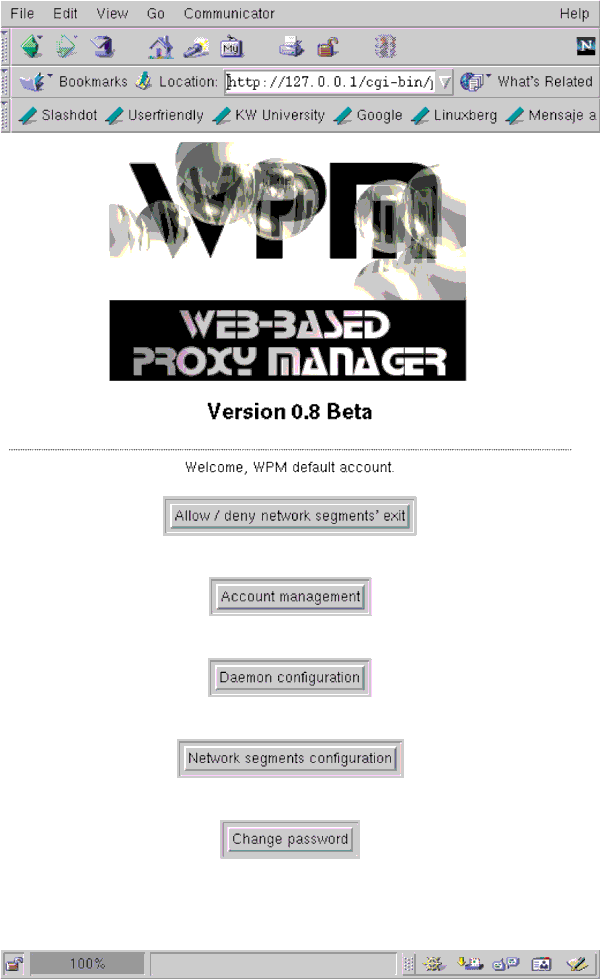 File Edit View Go Communicator Help
My
N
Bookmarks Location: http://127.0.0.1/cgi-bin/ What's Related
Slashdot Userfriendly KW University Google Linuxberg Mensaje a
WPM
WEB-BASED
PROXY MANAGER
Version 0.8 Beta
Welcome, WPM default account.
Allow / deny network segments' exit
Account management
Daemon configuration
Network segments configuration
Change password
100%